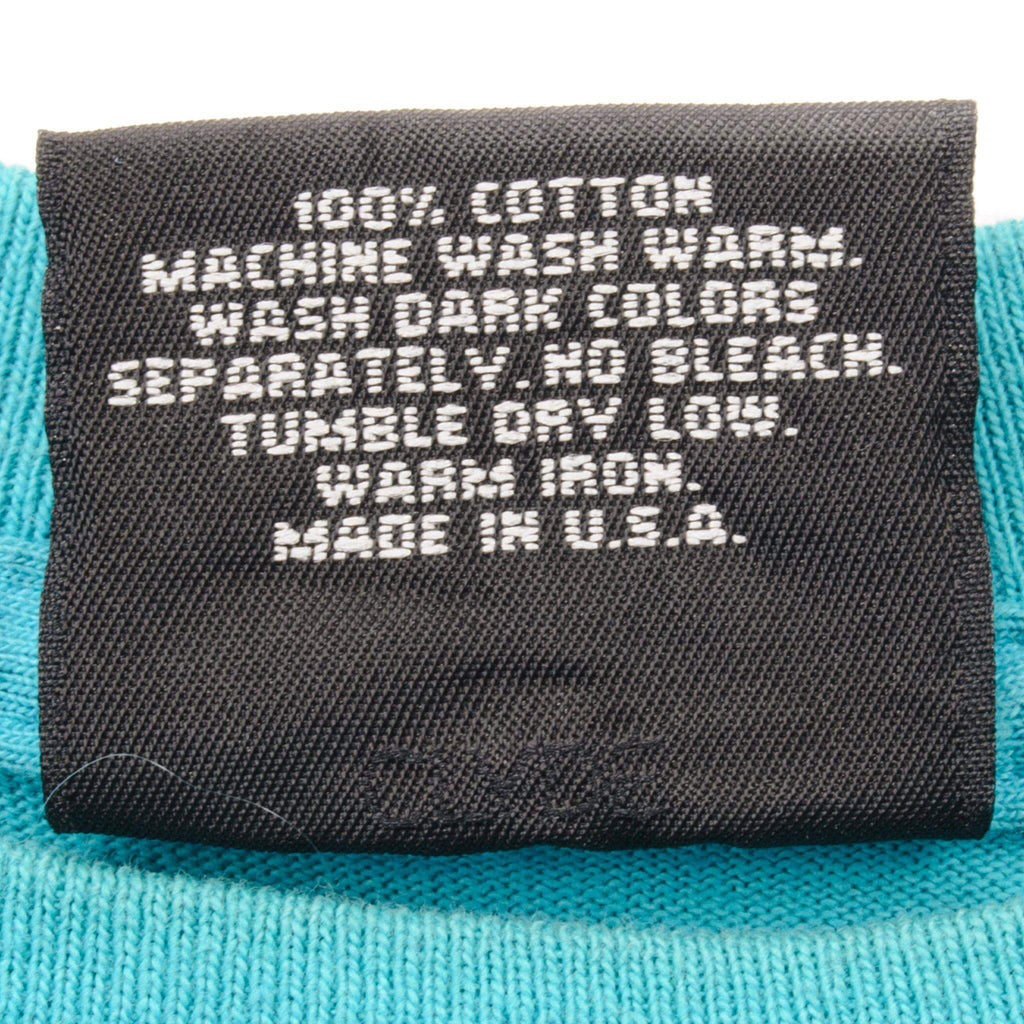 100% COTTON
MACHINE WASH WARM.
WASH DARK COLORS
SEPARATELY. NO BLEACH.
TUMBLE DRY LOW.
WARM IRON.
MADE IN U.S.A.